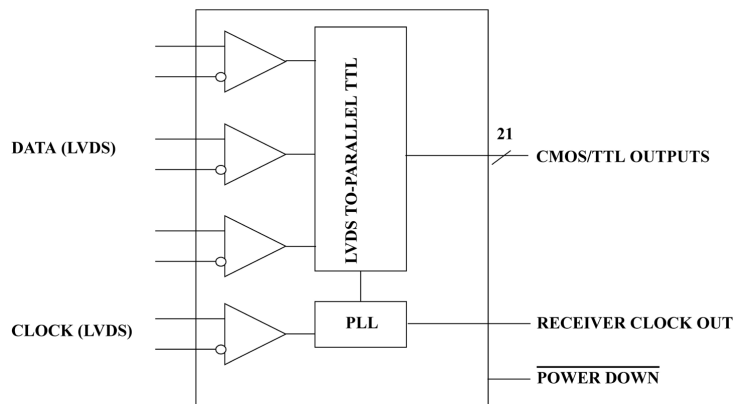 LVDS TO-PARALLEL TTL
21
DATA (LVDS)
CMOS/TTL OUTPUTS
PLL
CLOCK (LVDS)
RECEIVER CLOCK OUT
POWER DOWN